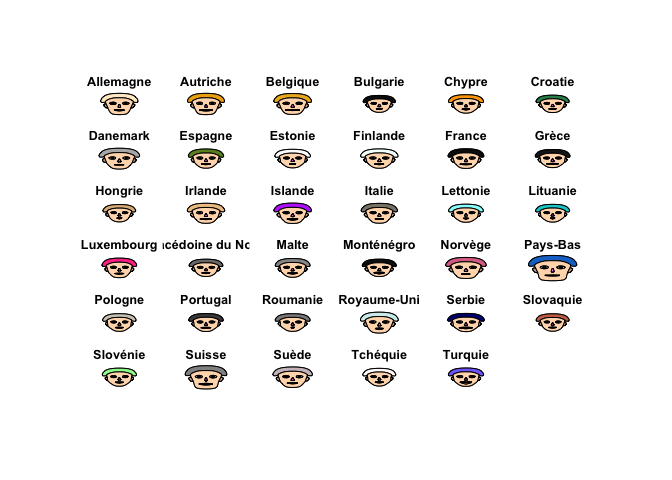 Allemagne Autriche Belgique Bulgarie Chypre Croatie
Danemark Espagne Estonie Finlande France Grèce
Hongrie Irlande Islande Italie Lettonie Lituanie
Luxembourg cédoine du No Malte Monténégro Norvège Pays-Bas
Pologne Portugal Roumanie Royaume-Uni Serbie Slovaquie
Slovénie Suisse Suède Tchéquie Turquie